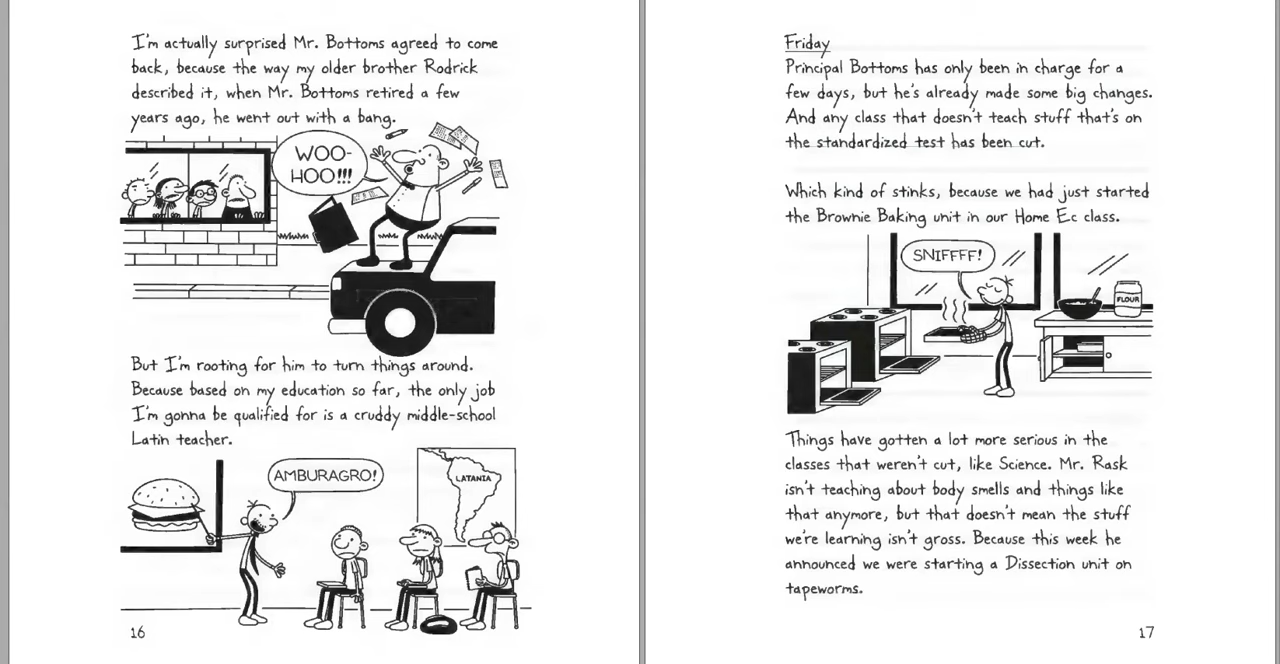 I'm actually surprised Mr. Bottoms agreed to come
back, because the way my older brother Rodrick
described it, when Mr. Bottoms retired a few
years ago, he went out with a bang.
WOO-
HOO!!!
But I'm rooting for him to turn things around.
Because based on my education so far, the only job
I'm gonna be qualified for is a cruddy middle-school
Latin teacher.
AMBURAGRO!
LATANIA
16
Friday
Principal Bottoms has only been in charge for a
few days, but he's already made some big changes.
And any class that doesn't teach stuff that's on
the standardized test has been cut.
Which kind of stinks, because we had just started
the Brownie Baking unit in our Home Ec class.
SNIFFFF!
FLOUR
Things have gotten a lot more serious in the
classes that weren't cut, like Science. Mr. Rask
isn't teaching about body smells and things like
that anymore, but that doesn't mean the stuff
we're learning isn't gross. Because this week he
announced we were starting a Dissection unit on
tapeworms.
17